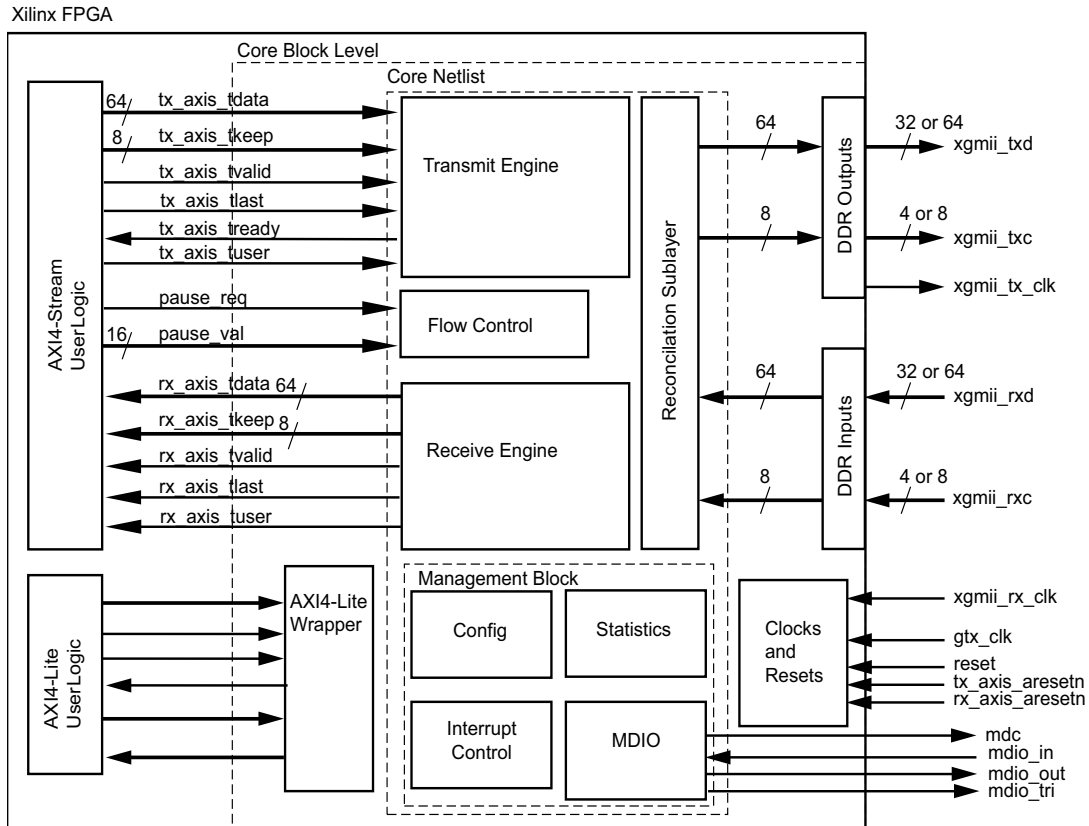 Xilinx FPGA
Core Block Level
Core Netlist
AXI4-Stream
UserLogic
64
tx_axis_tdata
8
tx_axis_tkeep
tx_axis_tvalid
tx_axis_tlast
tx_axis_tready
tx_axis_tuser
pause_req
16
pause_val
rx_axis_tdata 64
rx_axis_tkeep 8
rx_axis_tvalid
rx_axis_tlast
rx_axis_tuser
Transmit Engine
Flow Control
Receive Engine
Reconcilation Sublayer
64
8
64
8
DDR Outputs
DDR Inputs
32 or 64
xgmii_txd
4 or 8
xgmii_txc
xgmii_tx_clk
32 or 64
xgmii_rxd
4 or 8
xgmii_rxc
AXI4-Lite
UserLogic
AXI4-Lite
Wrapper
Management Block
Config
Statistics
Interrupt
Control
MDIO
Clocks
and
Resets
xgmii_rx_clk
gtx_clk
reset
tx_axis_aresetn
rx_axis_aresetn
mdc
mdio_in
mdio_out
mdio_tri